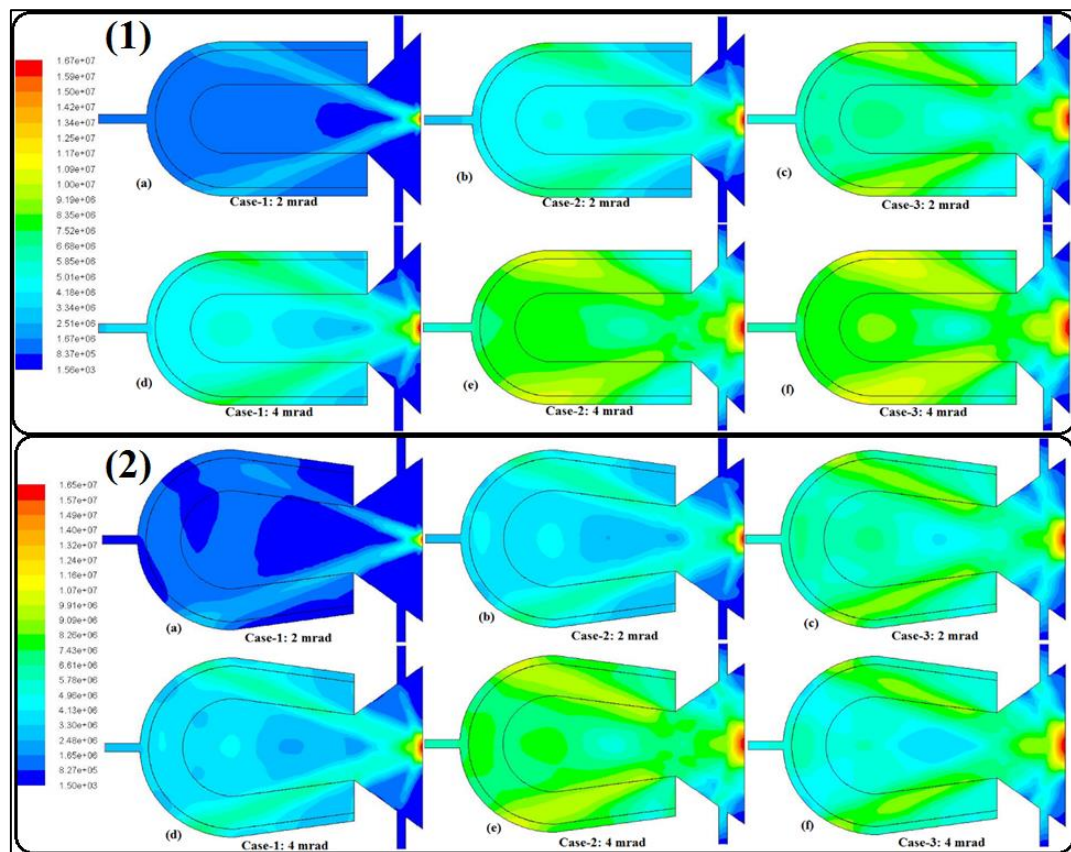 (1)
1.67e+07
1.59e+07
1.50e+07
1.42e+07
1.34e+07
1.25e+07
1.17e+07
1.09e+07
1.00e+07
9.19e+06
8.35e+06
7.52e+06
6.68e+06
5.85e+06
5.01e+06
4.18e+06
3.34e+06
2.51e+06
1.67e+06
8.37e+05
1.56e+03
(a)
Case-1: 2 mrad
(b)
Case-2: 2 mrad
(c)
Case-3: 2 mrad
(d)
Case-1: 4 mrad
(e)
Case-2: 4 mrad
(f)
Case-3: 4 mrad
(2)
1.65e+07
1.57e+07
1.49e+07
1.40e+07
1.32e+07
1.24e+07
1.16e+07
1.07e+07
9.91e+06
8.26e+06
7.43e+06
6.61e+06
5.78e+06
4.96e+06
4.13e+06
3.30e+06
2.48e+06
1.65e+06
8.27e+05
1.50e+03
(a)
Case-1: 2 mrad
(b)
Case-2: 2 mrad
(c)
Case-3: 2 mrad
(d)
Case-1: 4 mrad
(e)
Case-2: 4 mrad
(f)
Case-3: 4 mrad